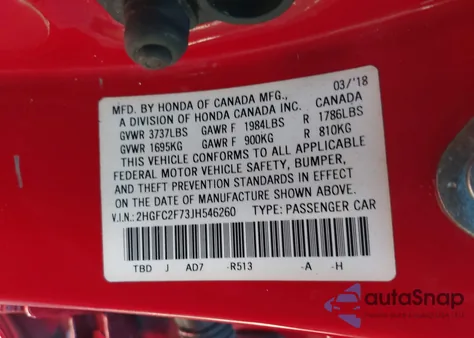 03/'18
MFD. BY HONDA OF CANADA MFG.,
A DIVISION OF HONDA CANADA INC. CANADA
GVWR 3737LBS GAWR F 1984LBS R 1786LBS
GVWR 1695KG GAWR F 900KG R 810KG
THIS VEHICLE CONFORMS TO ALL APPLICABLE
FEDERAL MOTOR VEHICLE SAFETY, BUMPER,
AND THEFT PREVENTION STANDARDS IN EFFECT
ON THE DATE OF MANUFACTURE SHOWN ABOVE.
V.I.N.: 2HGFC2F73JH546260 TYPE: PASSENGER CAR
TBD J AD7 -R513 -A -H
autoSnap